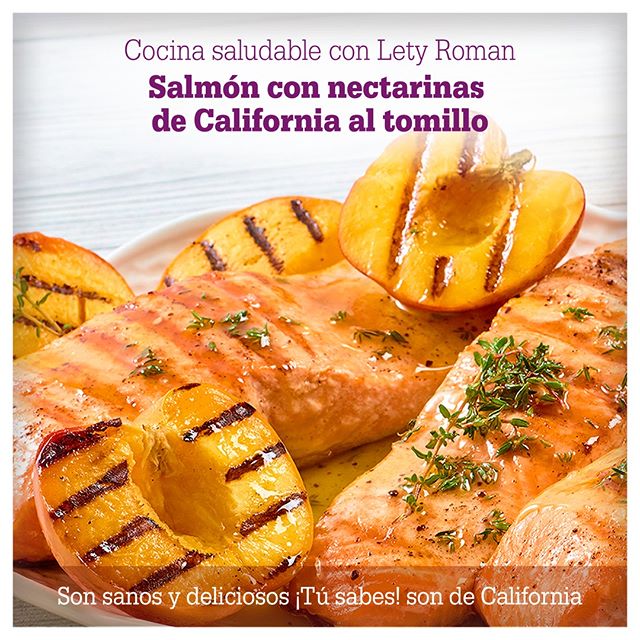 Cocina saludable con Lety Roman
Salmón con nectarinas
de California al tomillo
Son sanos y deliciosos ¡Tú sabes! son de California